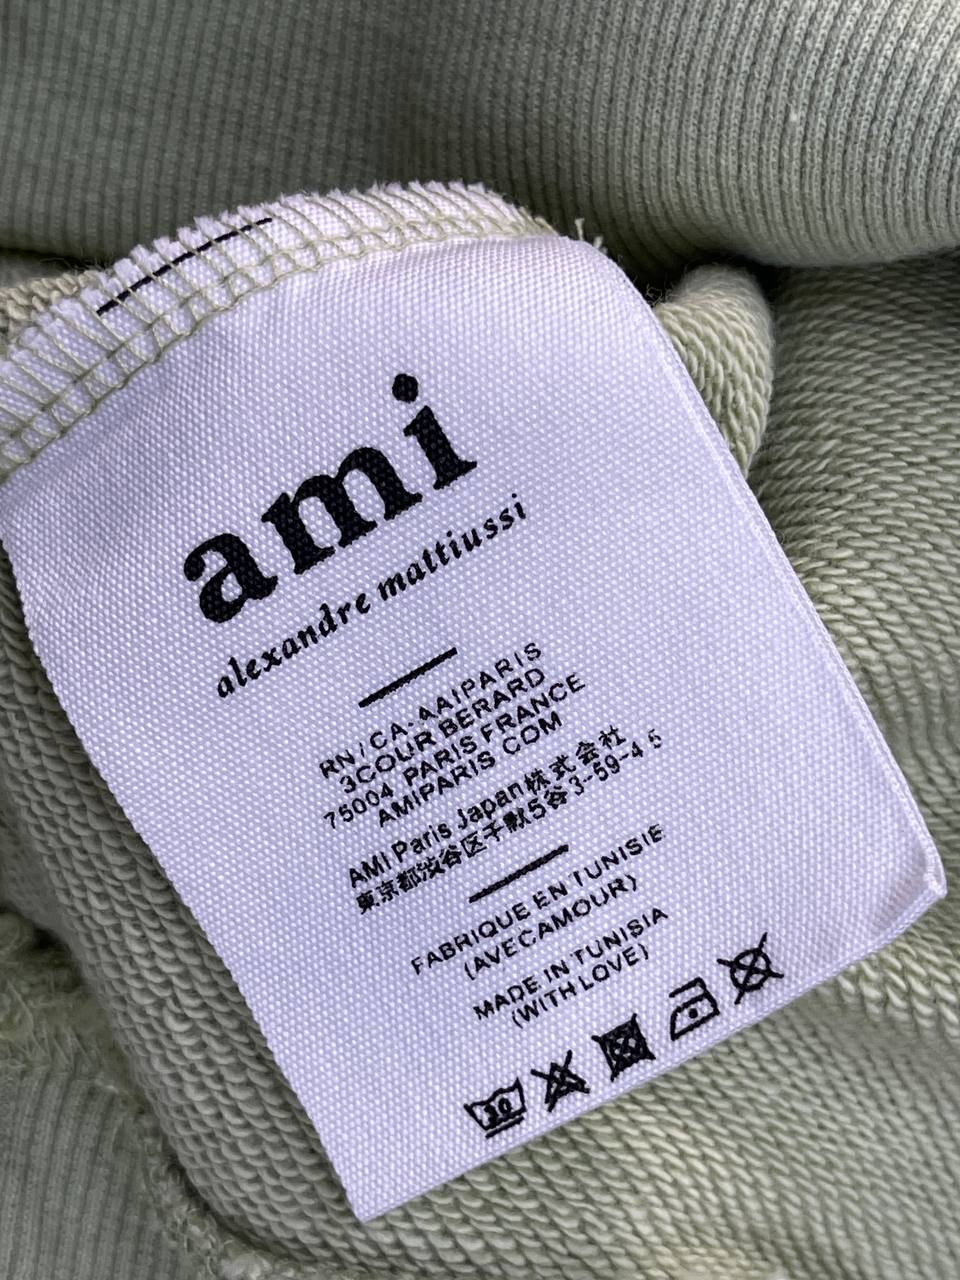 ami
alexandre mattiussi
RN/CA-AAIPARIS
3COUR BERARD
75004 PARIS FRANCE
AMIPARIS COM
AMI Paris Japan株式会社
東京都渋谷区千駄5谷3-59-4 5
FABRIQUE EN TUNISIE
(AVECAMOUR)
MADE IN TUNISIA
(WITH LOVE)
30